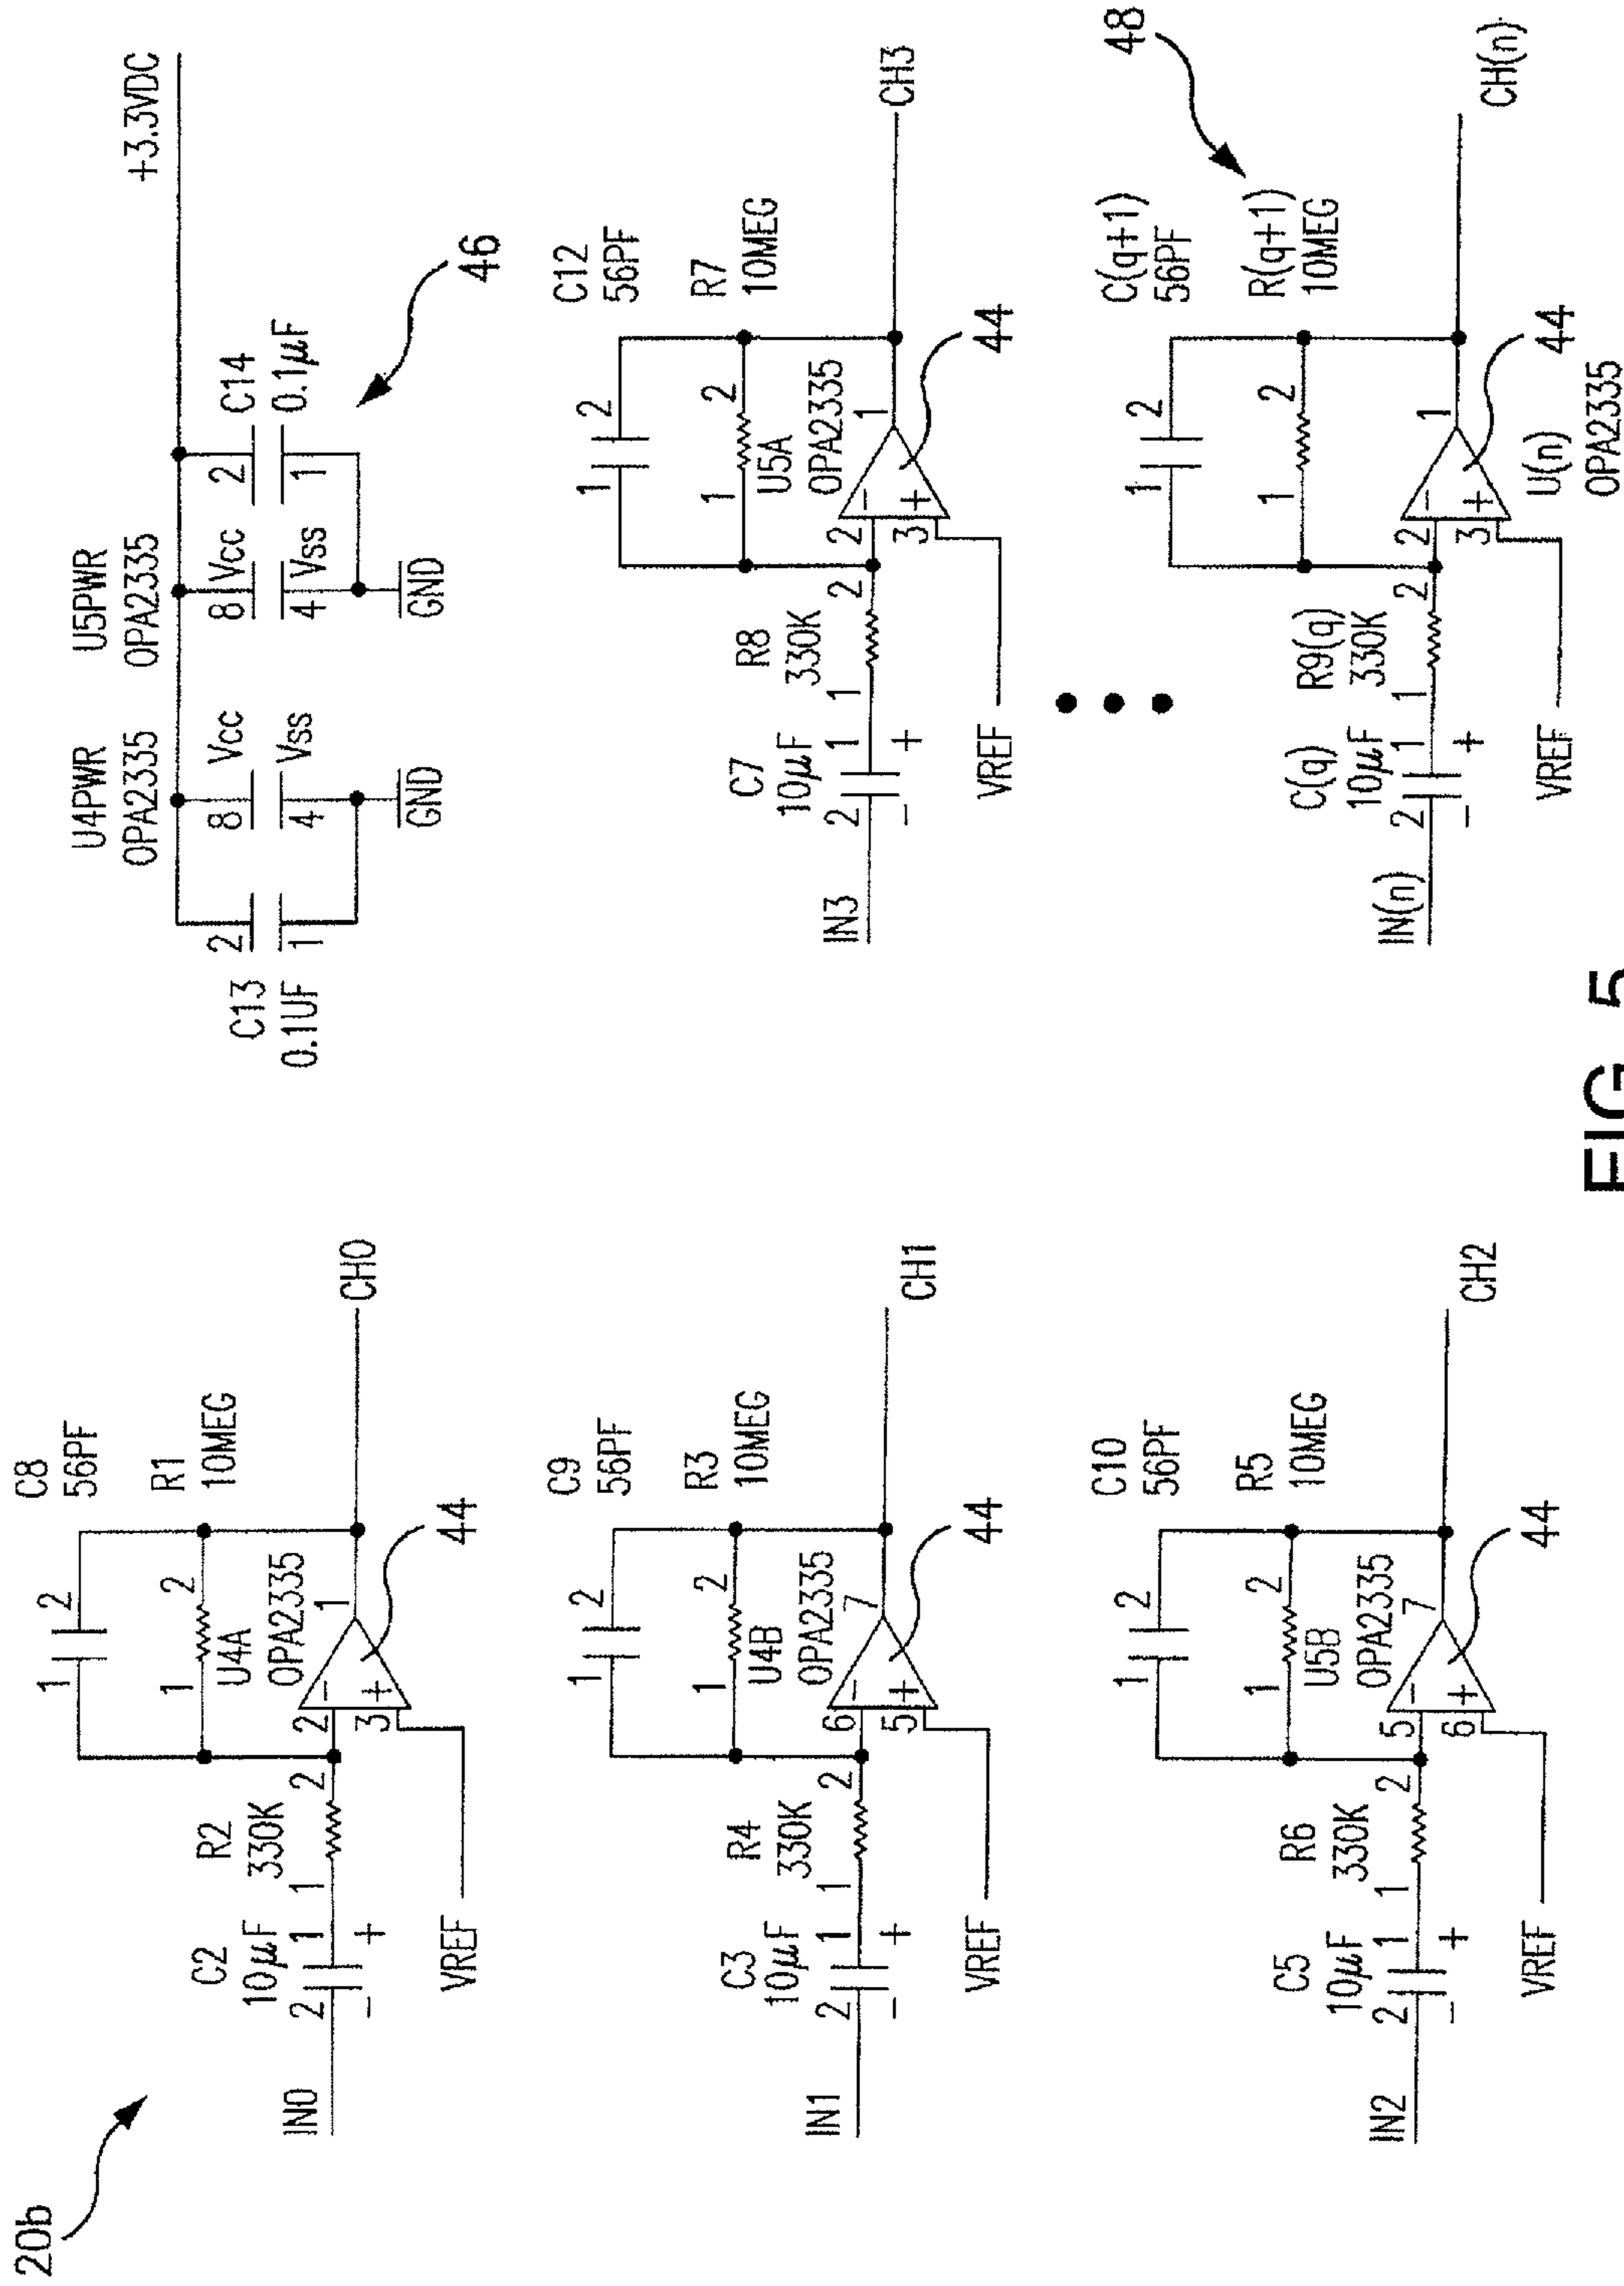 20b
C8
56PF
1
2
R1
10MEG
1
2
U4A
OPA2335
IN0
C2
10µF
2
1
-
+
R2
330K
1
2
2
3
-
+
1
44
CH0
VREF
C9
56PF
1
2
R3
10MEG
1
2
U4B
OPA2335
IN1
C3
10µF
2
1
-
+
R4
330K
1
2
6
5
-
+
7
44
CH1
VREF
C10
56PF
1
2
R5
10MEG
1
2
U5B
OPA2335
IN2
C5
10µF
2
1
-
+
R6
330K
1
2
5
6
-
+
7
44
CH2
VREF
+3.3VDC
U4PWR
OPA2335
U5PWR
OPA2335
C13
0.1UF
2
1
8
Vcc
4
Vss
GND
8
Vcc
4
Vss
GND
2
1
C14
0.1µF
46
C12
56PF
1
2
R7
10MEG
1
2
U5A
OPA2335
IN3
C7
10µF
2
1
-
+
R8
330K
1
2
2
3
-
+
1
44
CH3
VREF
48
C(q+1)
56PF
1
2
R(q+1)
10MEG
1
2
IN(n)
C(q)
10µF
2
1
-
+
R9(q)
330K
1
2
2
3
-
+
1
44
U(n)
OPA2335
CH(n)
VREF
FIG. 5